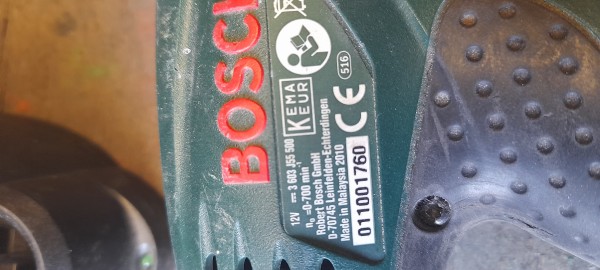 BOSCH
KEMA
KEUR
516
CE
12V ⎓ 3 603 J55 500
n₀ =0-700 min⁻¹
Robert Bosch GmbH
D-70745 Leinfelden-Echterdingen
Made in Malaysia 2010
011001760